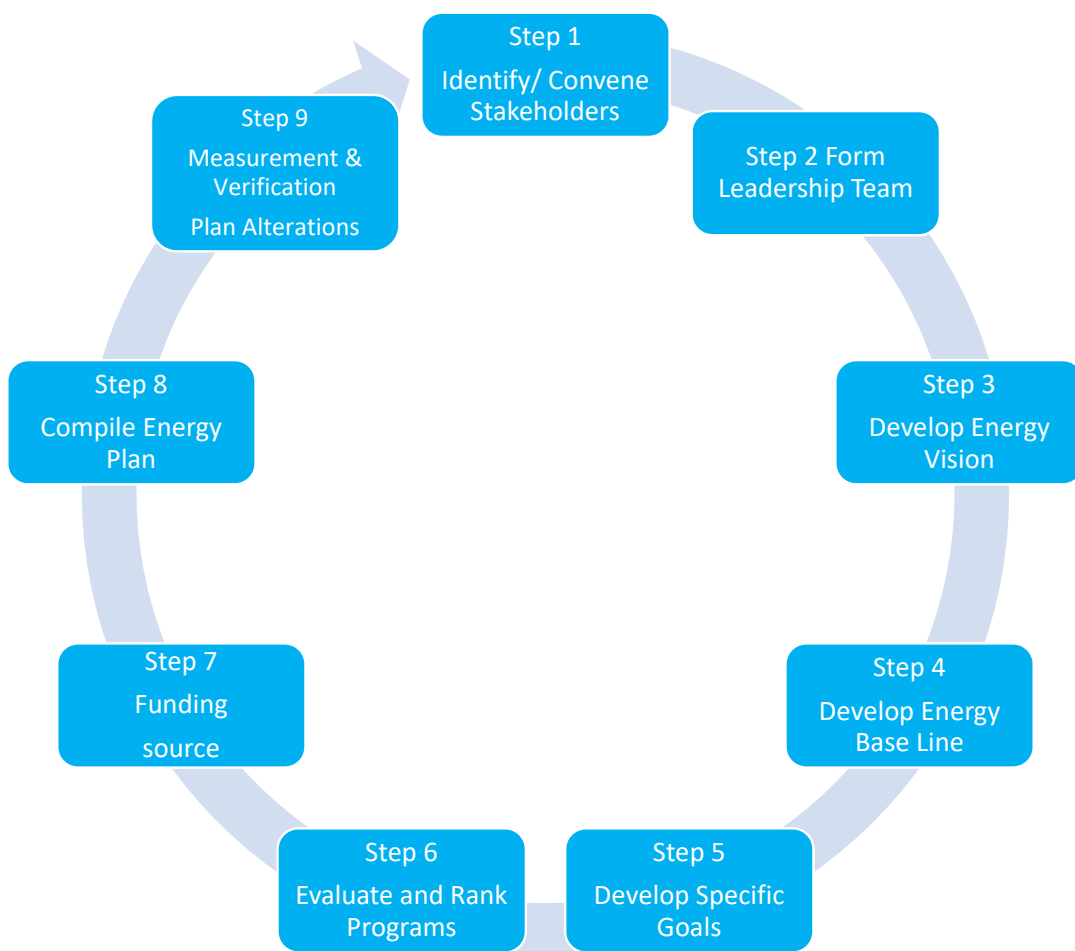 Step 1
Identify/ Convene
Stakeholders
Step 2 Form
Leadership Team
Step 3
Develop Energy
Vision
Step 4
Develop Energy
Base Line
Step 5
Develop Specific
Goals
Step 6
Evaluate and Rank
Programs
Step 7
Funding
source
Step 8
Compile Energy
Plan
Step 9
Measurement &
Verification
Plan Alterations